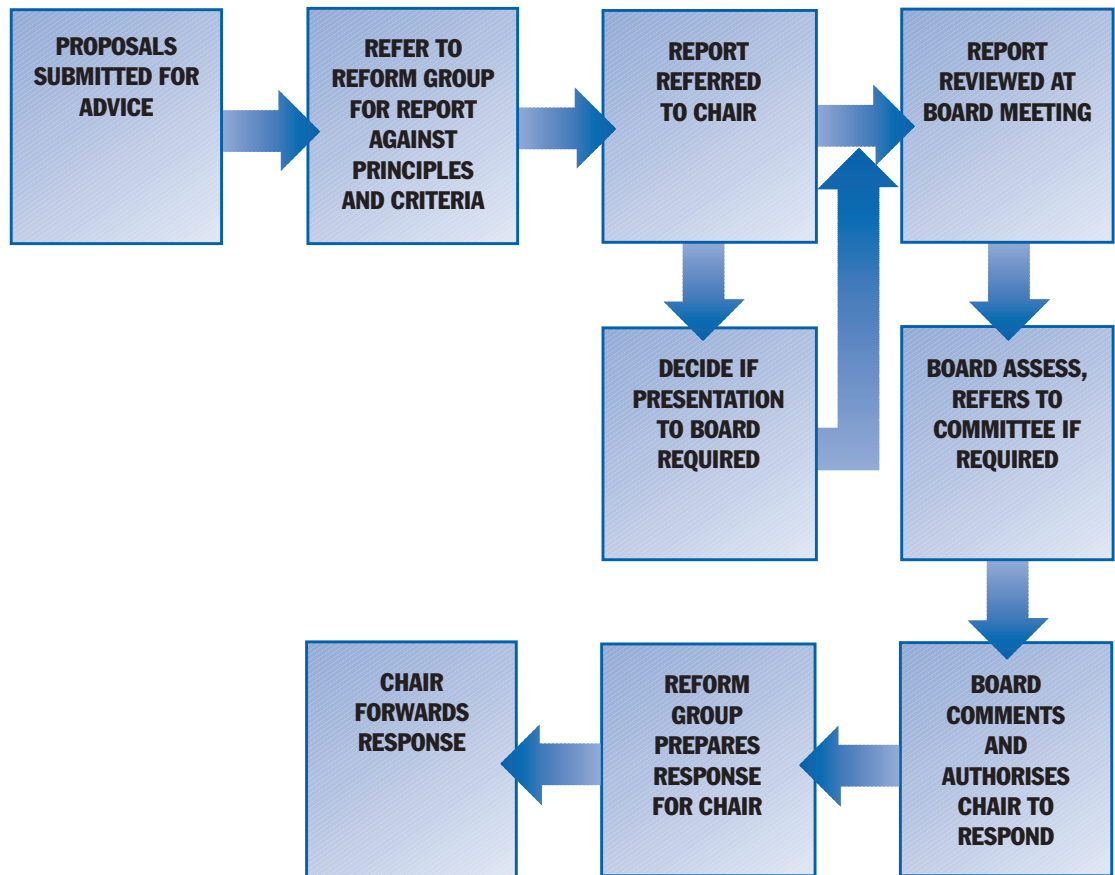 PROPOSALS
SUBMITTED FOR
ADVICE
REFER TO
REFORM GROUP
FOR REPORT
AGAINST
PRINCIPLES
AND CRITERIA
REPORT
REFERRED
TO CHAIR
REPORT
REVIEWED AT
BOARD MEETING
DECIDE IF
PRESENTATION
TO BOARD
REQUIRED
BOARD ASSESS,
REFERS TO
COMMITTEE IF
REQUIRED
BOARD
COMMENTS
AND
AUTHORISES
CHAIR TO
RESPOND
REFORM
GROUP
PREPARES
RESPONSE
FOR CHAIR
CHAIR
FORWARDS
RESPONSE